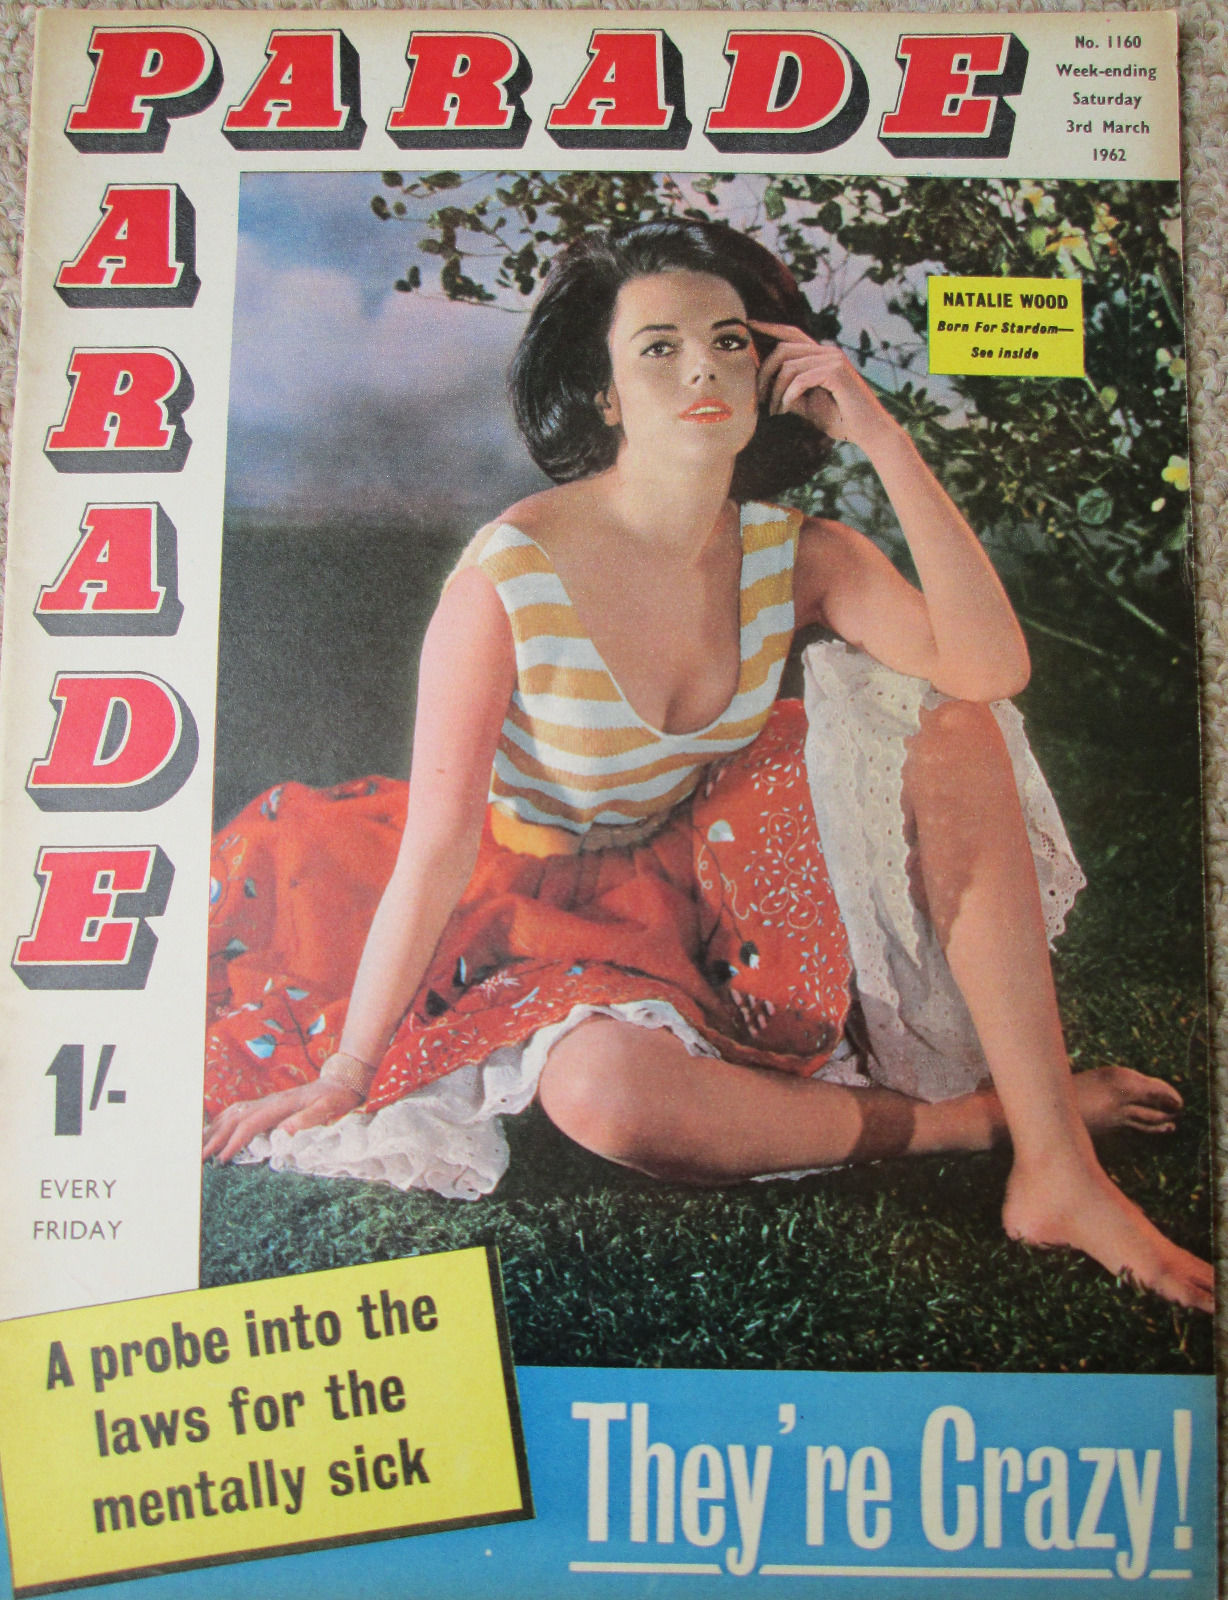 PARADE
No. 1160
Week-ending
Saturday
3rd March
1962
A
R
A
D
E
NATALIE WOOD
Born For Stardom—
See inside
1/-
EVERY
FRIDAY
A probe into the
laws for the
mentally sick
They're Crazy!